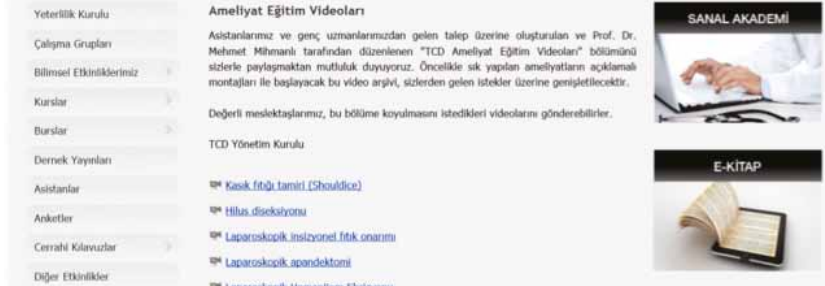 Yeterlilik Kurulu
Çalışma Grupları
Bilimsel Etkinliklerimiz
Kurslar
Burslar
Dernek Yayınları
Asistanlar
Anketler
Cerrahi Kılavuzlar
Diğer Etkinlikler
Ameliyat Eğitim Videoları
Asistanlarımız ve genç uzmanlarımızdan gelen talep üzerine oluşturulan ve Prof. Dr.
Mehmet Mihmanlı tarafından düzenlenen "TCD Ameliyat Eğitim Videoları" bölümünü
sizlerle paylaşmaktan mutluluk duyuyoruz. Öncelikle sık yapılan ameliyatların açıklamalı
montajları ile başlayacak bu video arşivi, sizlerden gelen istekler üzerine genişletilecektir.
Değerli meslektaşlarımız, bu bölüme koyulmasını istedikleri videolarını gönderebilirler.
TCD Yönetim Kurulu
Kasık fıtığı tamiri (Shouldice)
Hilus diseksiyonu
Laparoskopik insizyonel fıtık onarımı
Laparoskopik apandektomi
SANAL AKADEMİ
E-KİTAP